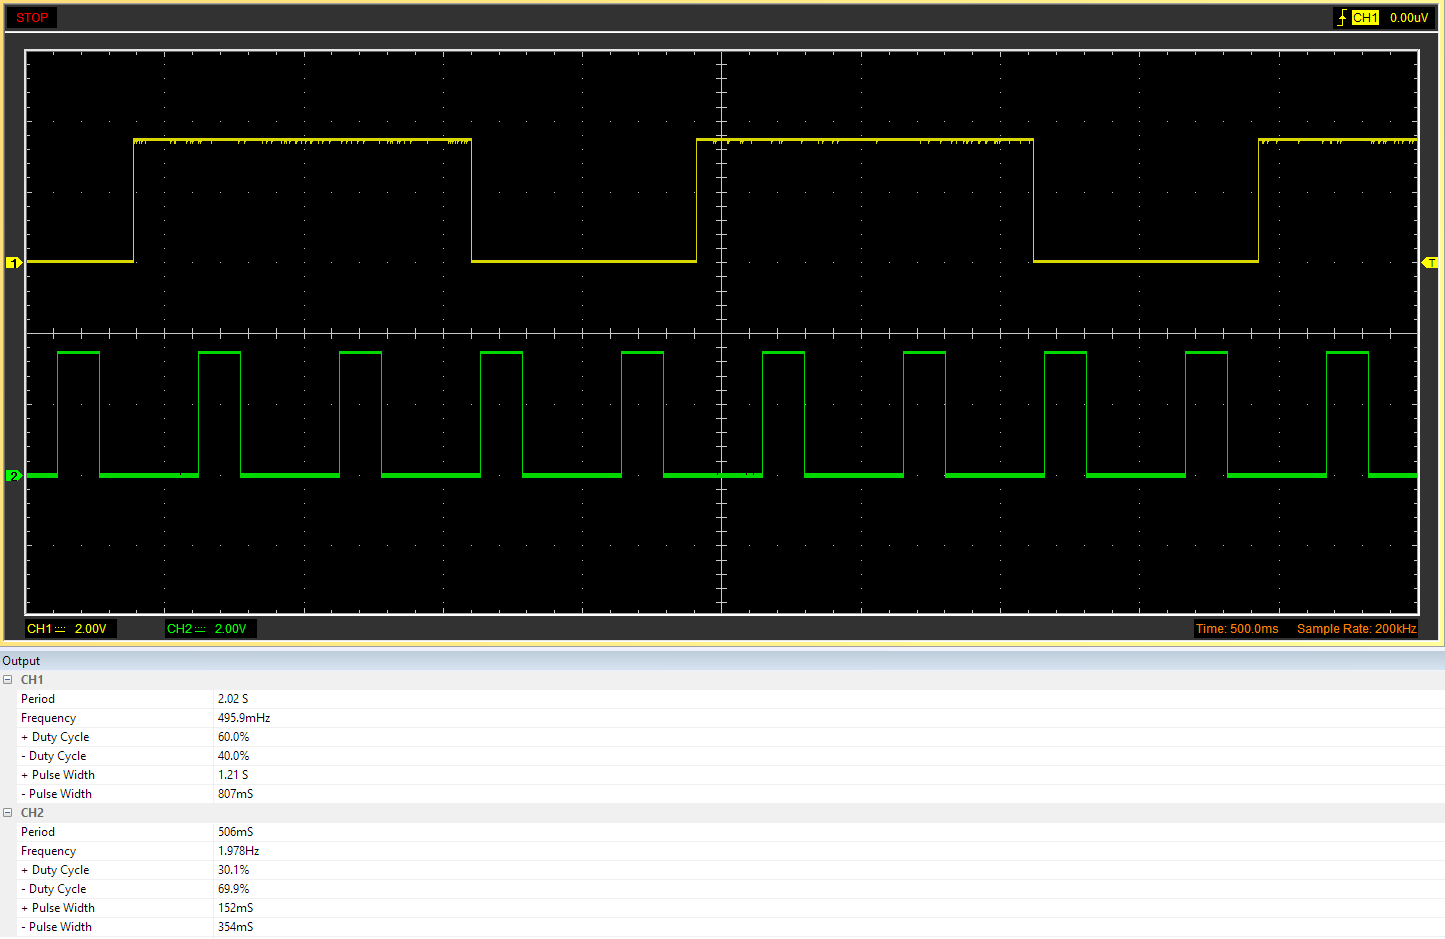 STOP
CH1 0.00uV
1
T
2
CH1 2.00V CH2 2.00V Time: 500.0ms Sample Rate: 200kHz
Output
CH1
Period 2.02 S
Frequency 495.9mHz
+ Duty Cycle 60.0%
- Duty Cycle 40.0%
+ Pulse Width 1.21 S
- Pulse Width 807mS
CH2
Period 506mS
Frequency 1.978Hz
+ Duty Cycle 30.1%
- Duty Cycle 69.9%
+ Pulse Width 152mS
- Pulse Width 354mS